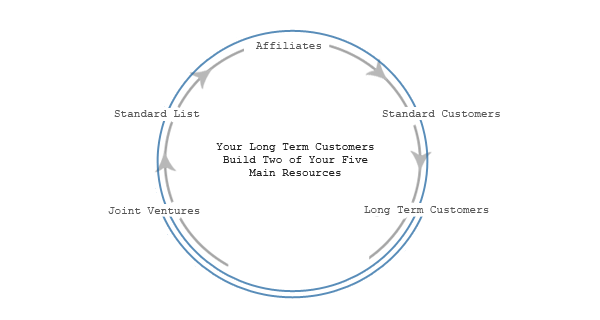 Affiliates
Standard List
Standard Customers
Your Long Term Customers
Build Two of Your Five
Main Resources
Joint Ventures
Long Term Customers